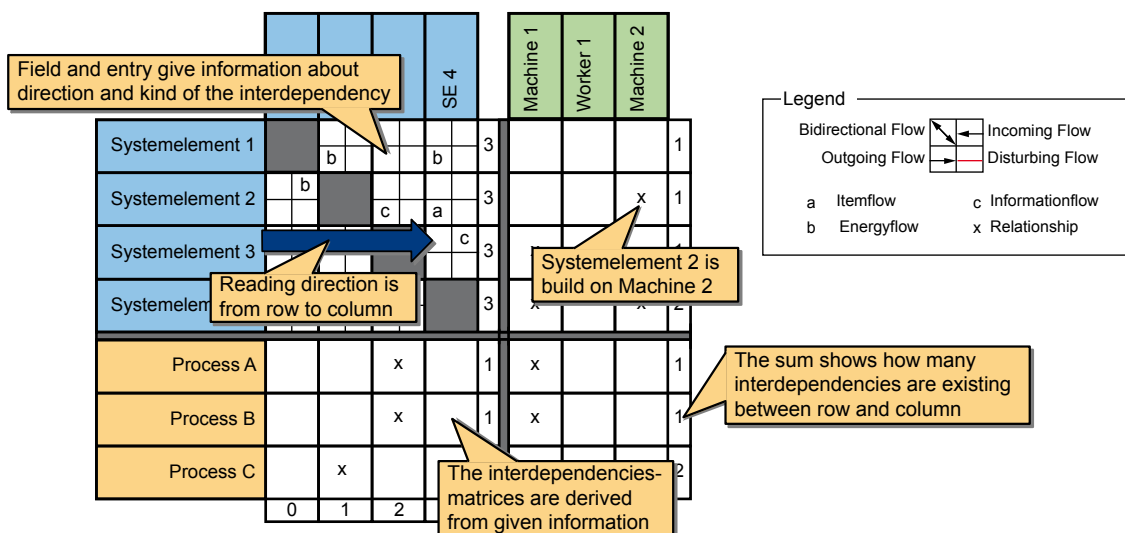 Machine 1
Worker 1
Machine 2
SE 4
Field and entry give information about
direction and kind of the interdependency
Legend
Bidirectional Flow
Incoming Flow
Outgoing Flow
Disturbing Flow
a Itemflow
c Informationflow
b Energyflow
x Relationship
Systemelement 1
b b 3 1
Systemelement 2
b c a 3 x 1
Systemelement 3
c 3
Reading direction is
from row to column
Systemelement 2 is
build on Machine 2
3
Process A
x 1 x 1
Process B
x 1 x 1
Process C
x 2
The sum shows how many
interdependencies are existing
between row and column
The interdependencies-
matrices are derived
from given information
0 1 2